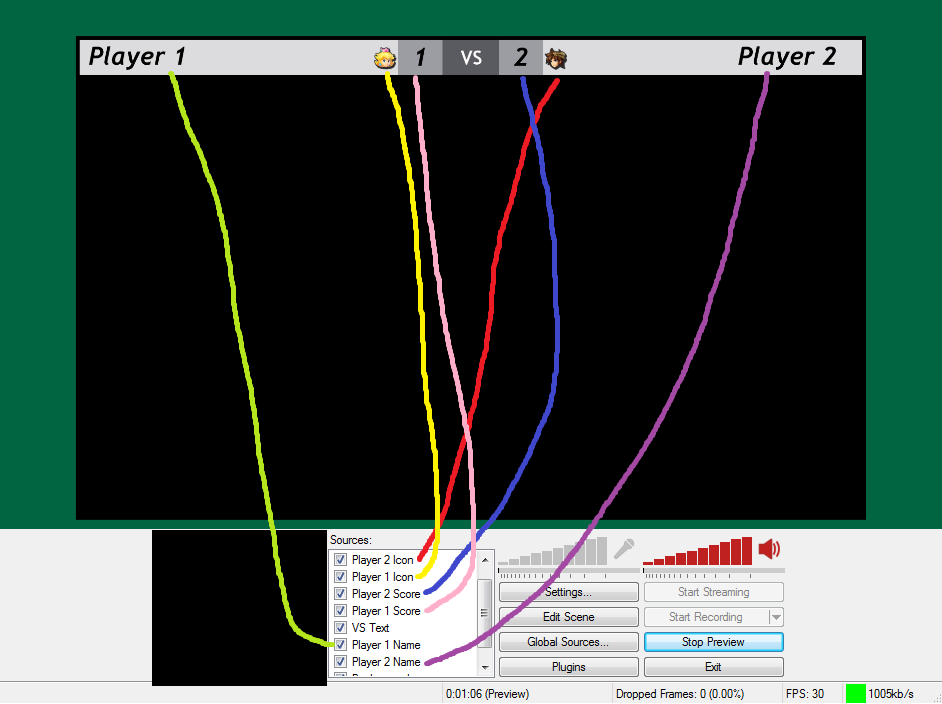 Player 1 1 VS 2 Player 2
Sources:
Player 2 Icon
Player 1 Icon
Player 2 Score
Player 1 Score
VS Text
Player 1 Name
Player 2 Name
Settings...
Start Streaming
Edit Scene
Start Recording
Global Sources...
Stop Preview
Plugins
Exit
0:01:06 (Preview)
Dropped Frames: 0 (0.00%)
FPS: 30
1005kb/s